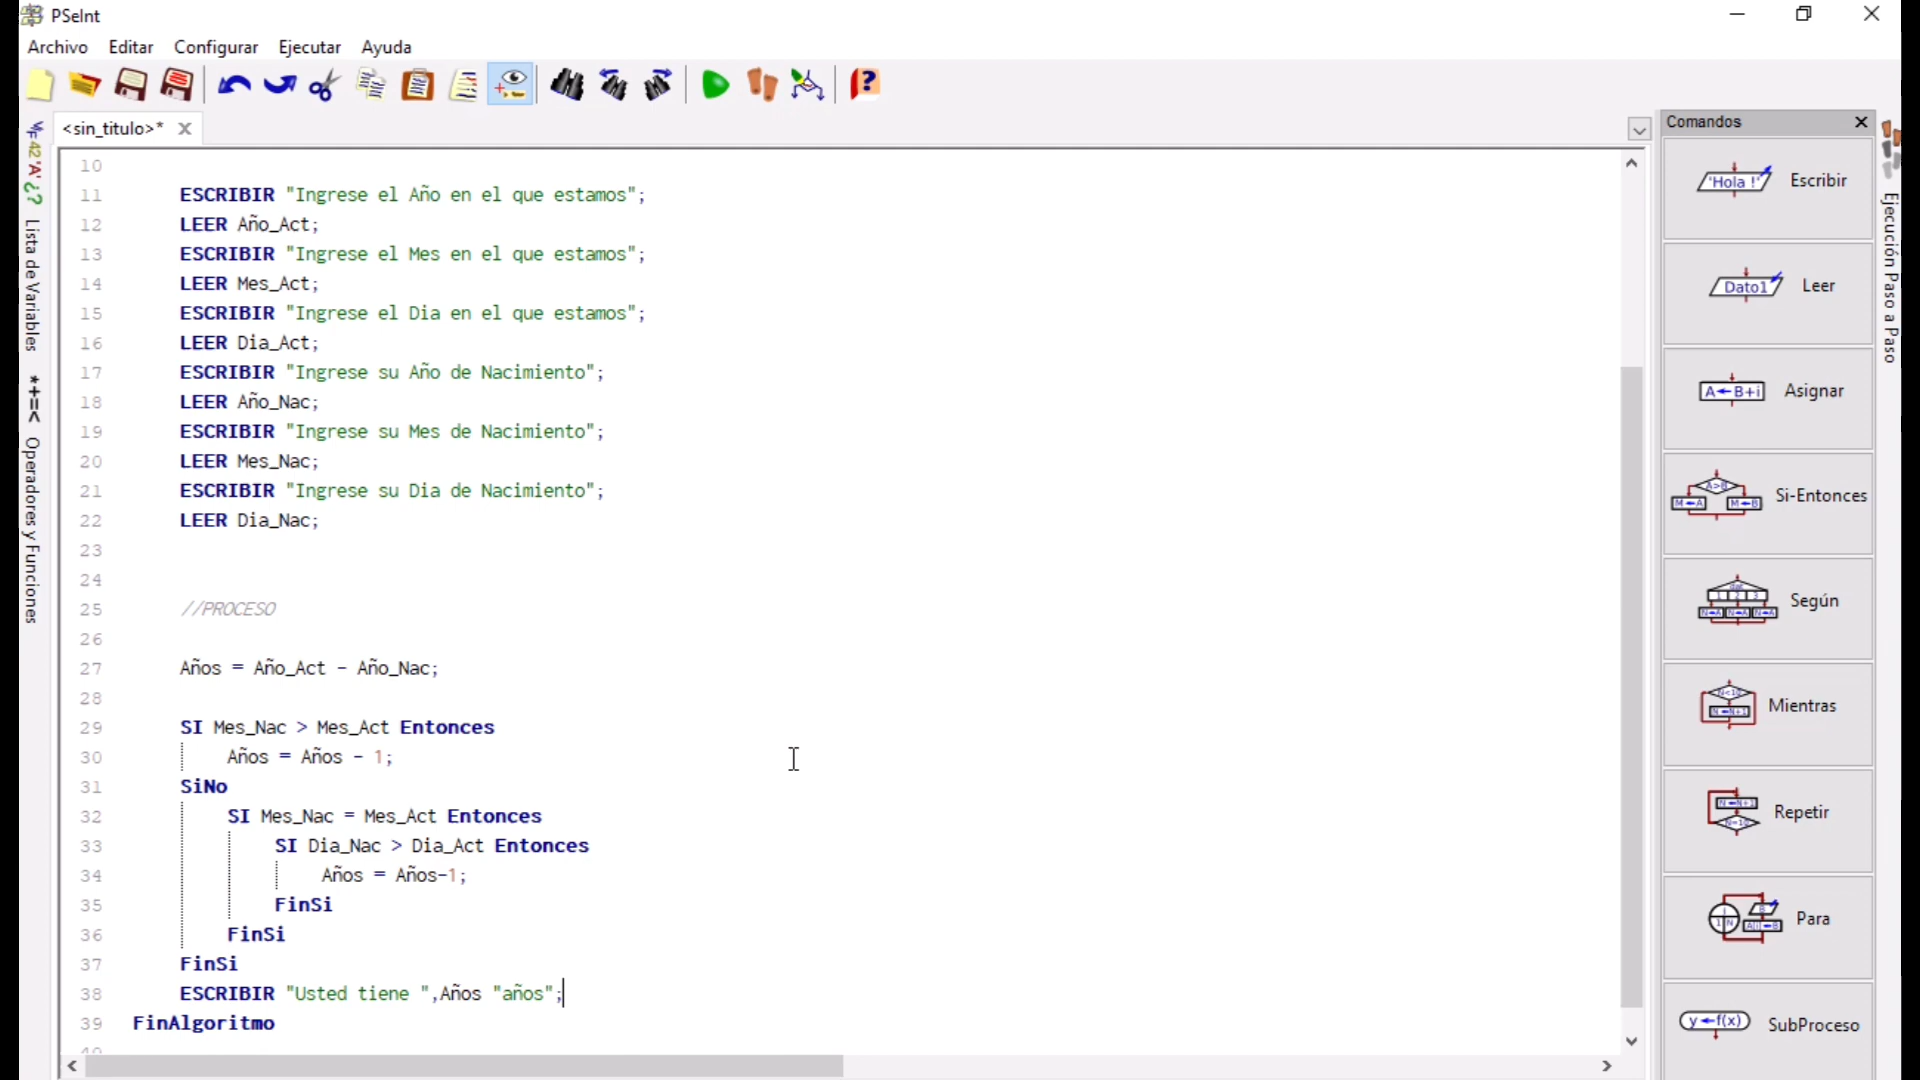 PSeInt
Archivo Editar Configurar Ejecutar Ayuda
<sin_titulo>*
Comandos
10
11 ESCRIBIR "Ingrese el Año en el que estamos";
12 LEER Año_Act;
13 ESCRIBIR "Ingrese el Mes en el que estamos";
14 LEER Mes_Act;
15 ESCRIBIR "Ingrese el Dia en el que estamos";
16 LEER Dia_Act;
17 ESCRIBIR "Ingrese su Año de Nacimiento";
18 LEER Año_Nac;
19 ESCRIBIR "Ingrese su Mes de Nacimiento";
20 LEER Mes_Nac;
21 ESCRIBIR "Ingrese su Dia de Nacimiento";
22 LEER Dia_Nac;
23
24
25 //PROCESO
26
27 Años = Año_Act - Año_Nac;
28
29 SI Mes_Nac > Mes_Act Entonces
30 Años = Años - 1;
31 SiNo
32 SI Mes_Nac = Mes_Act Entonces
33 SI Dia_Nac > Dia_Act Entonces
34 Años = Años-1;
35 FinSi
36 FinSi
37 FinSi
38 ESCRIBIR "Usted tiene ",Años "años";
39 FinAlgoritmo
40
*+=< Operadores y Funciones
42 'A' ¿? Lista de Variables
'Hola !' Escribir
Dato1 Leer
A←B+i Asignar
A>B M←A M←B Si-Entonces
1 2 3 Según
Mientras
Repetir
Para
y←f(x) SubProceso
Ejecución Paso a Paso